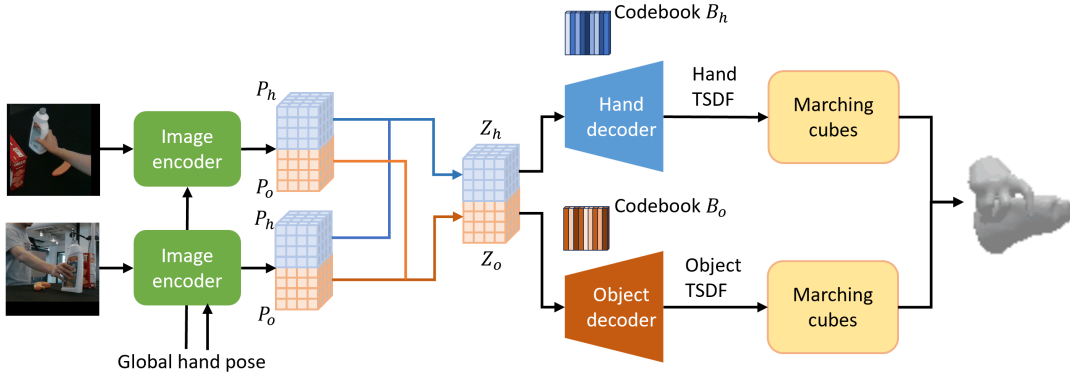 Codebook B_h
P_h
Image
encoder
P_o
Z_h
Hand
decoder
Hand
TSDF
Marching
cubes
P_h
Image
encoder
P_o
Z_o
Codebook B_o
Object
decoder
Object
TSDF
Marching
cubes
Global hand pose